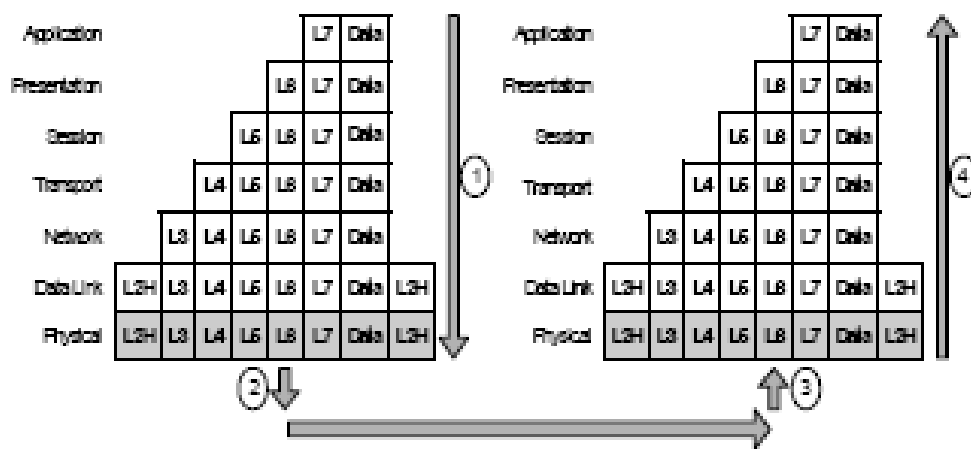 Application L7 Data Application L7 Data
Presentation L6 L7 Data Presentation L6 L7 Data
Session L5 L6 L7 Data Session L5 L6 L7 Data
Transport L4 L5 L6 L7 Data 1 Transport L4 L5 L6 L7 Data 4
Network L3 L4 L5 L6 L7 Data Network L3 L4 L5 L6 L7 Data
Data Link L2H L3 L4 L5 L6 L7 Data L2H Data Link L2H L3 L4 L5 L6 L7 Data L2H
Physical L2H L3 L4 L5 L6 L7 Data L2H Physical L2H L3 L4 L5 L6 L7 Data L2H
2 3